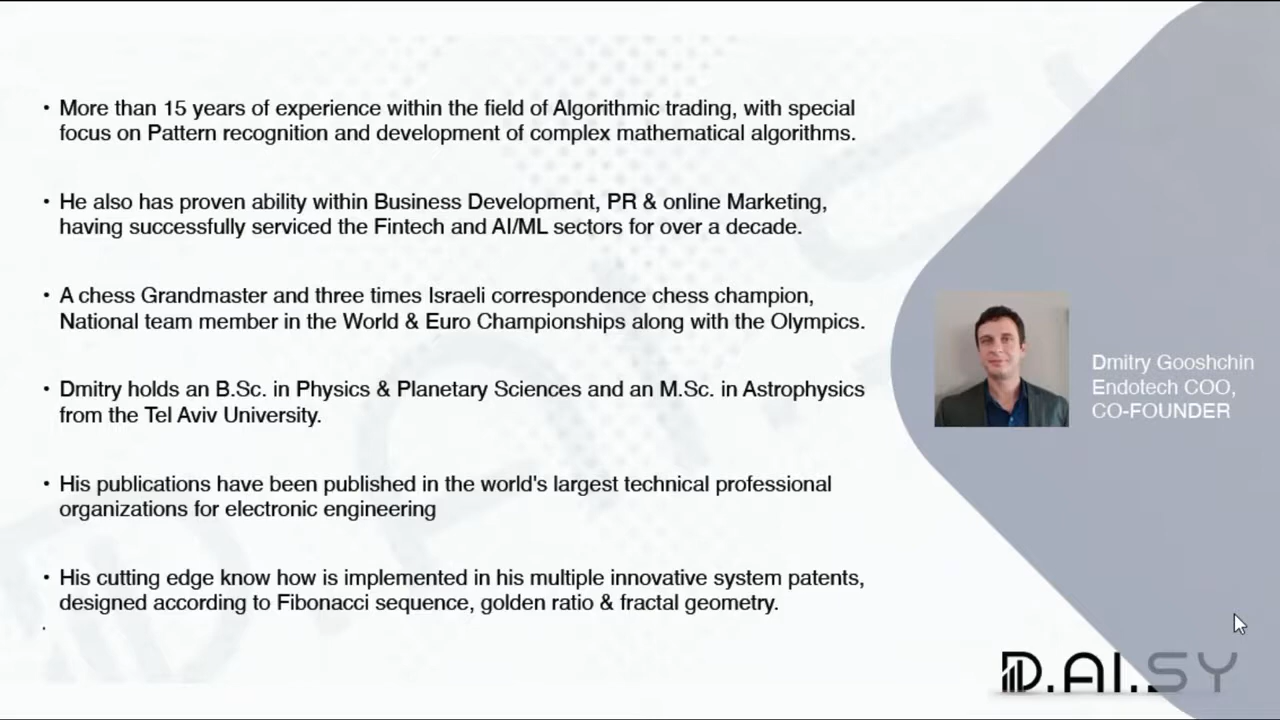 • More than 15 years of experience within the field of Algorithmic trading, with special
focus on Pattern recognition and development of complex mathematical algorithms.
• He also has proven ability within Business Development, PR & online Marketing,
having successfully serviced the Fintech and AI/ML sectors for over a decade.
• A chess Grandmaster and three times Israeli correspondence chess champion,
National team member in the World & Euro Championships along with the Olympics.
• Dmitry holds an B.Sc. in Physics & Planetary Sciences and an M.Sc. in Astrophysics
from the Tel Aviv University.
• His publications have been published in the world's largest technical professional
organizations for electronic engineering
• His cutting edge know how is implemented in his multiple innovative system patents,
designed according to Fibonacci sequence, golden ratio & fractal geometry.
.
Dmitry Gooshchin
Endotech COO,
CO-FOUNDER
D.AI.SY